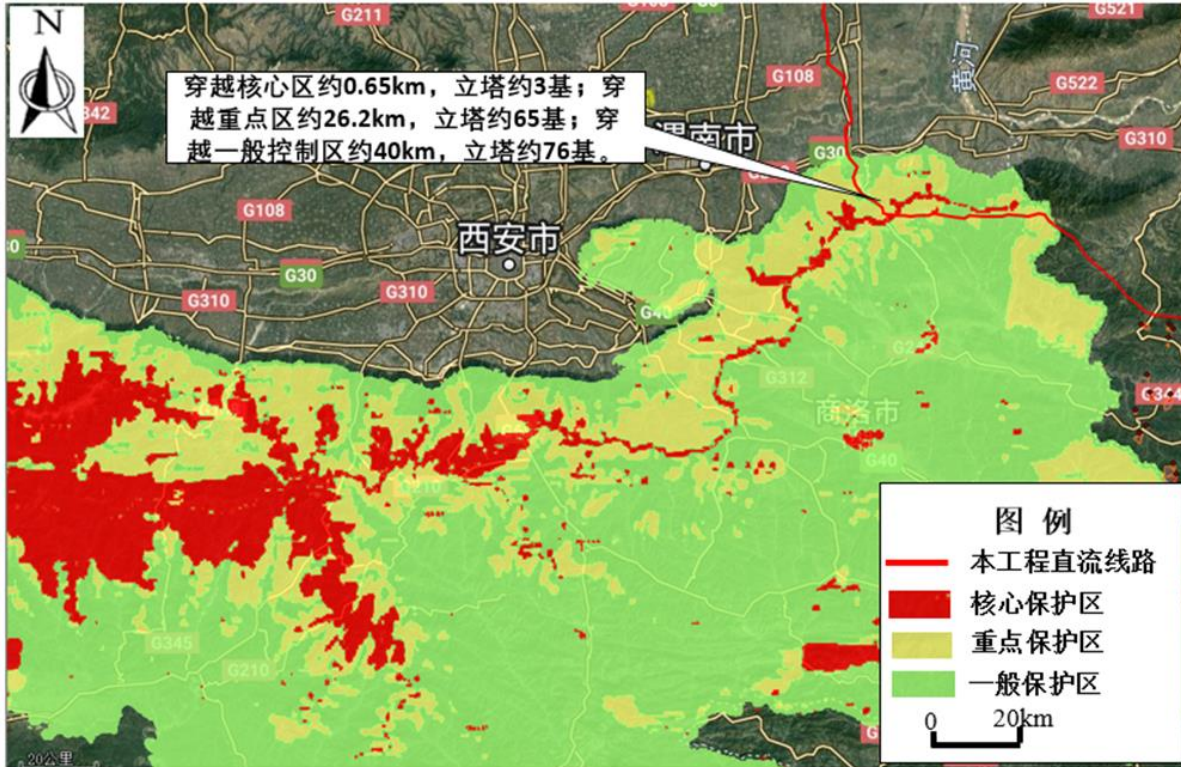 N
G211
G108
G521
黄河
G522
G310
G108
穿越核心区约0.65km，立塔约3基；穿
越重点区约26.2km，立塔约65基；穿
越一般控制区约40km，立塔约76基。
渭南市
G30
G108
西安市
G30
G310
G310
G312
商洛市
G344
G40
G345
G210
图 例
本工程直流线路
核心保护区
重点保护区
一般保护区
0 20km
20公里